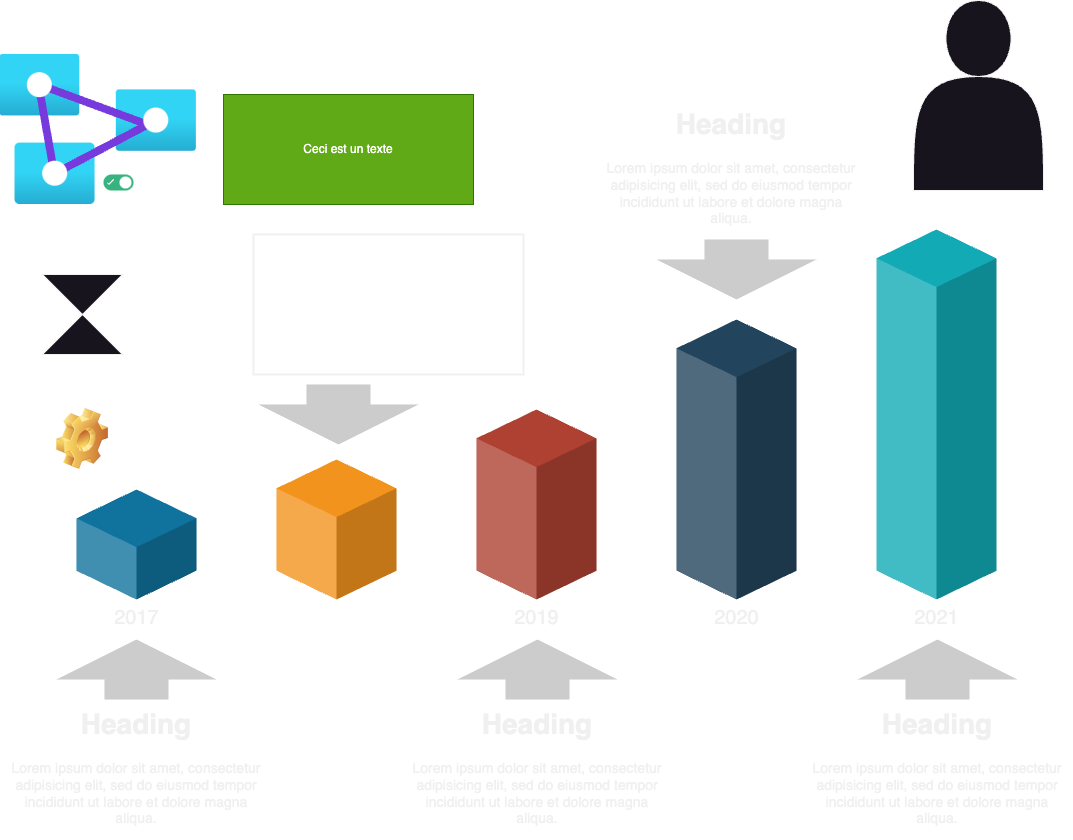 Ceci est un texte
Heading
Lorem ipsum dolor sit amet, consectetur
adipisicing elit, sed do eiusmod tempor
incididunt ut labore et dolore magna
aliqua.
2017
2019
2020
2021
Heading
Lorem ipsum dolor sit amet, consectetur
adipisicing elit, sed do eiusmod tempor
incididunt ut labore et dolore magna
aliqua.
Heading
Lorem ipsum dolor sit amet, consectetur
adipisicing elit, sed do eiusmod tempor
incididunt ut labore et dolore magna
aliqua.
Heading
Lorem ipsum dolor sit amet, consectetur
adipisicing elit, sed do eiusmod tempor
incididunt ut labore et dolore magna
aliqua.